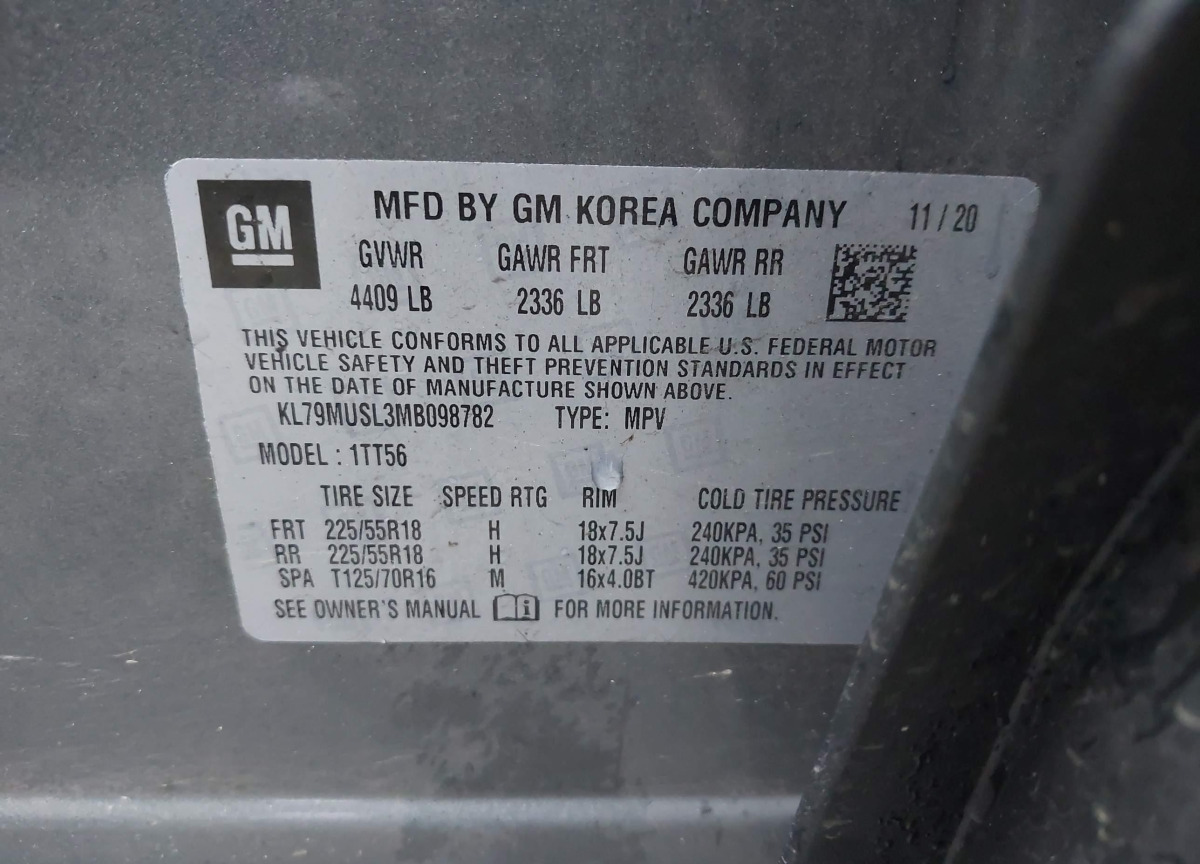 GM
MFD BY GM KOREA COMPANY 11/20
GVWR GAWR FRT GAWR RR
4409 LB 2336 LB 2336 LB
THIS VEHICLE CONFORMS TO ALL APPLICABLE U.S. FEDERAL MOTOR
VEHICLE SAFETY AND THEFT PREVENTION STANDARDS IN EFFECT
ON THE DATE OF MANUFACTURE SHOWN ABOVE.
KL79MUSL3MB098782 TYPE: MPV
MODEL : 1TT56
TIRE SIZE SPEED RTG RIM COLD TIRE PRESSURE
FRT 225/55R18 H 18x7.5J 240KPA, 35 PSI
RR 225/55R18 H 18x7.5J 240KPA, 35 PSI
SPA T125/70R16 M 16x4.0BT 420KPA, 60 PSI
SEE OWNER'S MANUAL i FOR MORE INFORMATION.